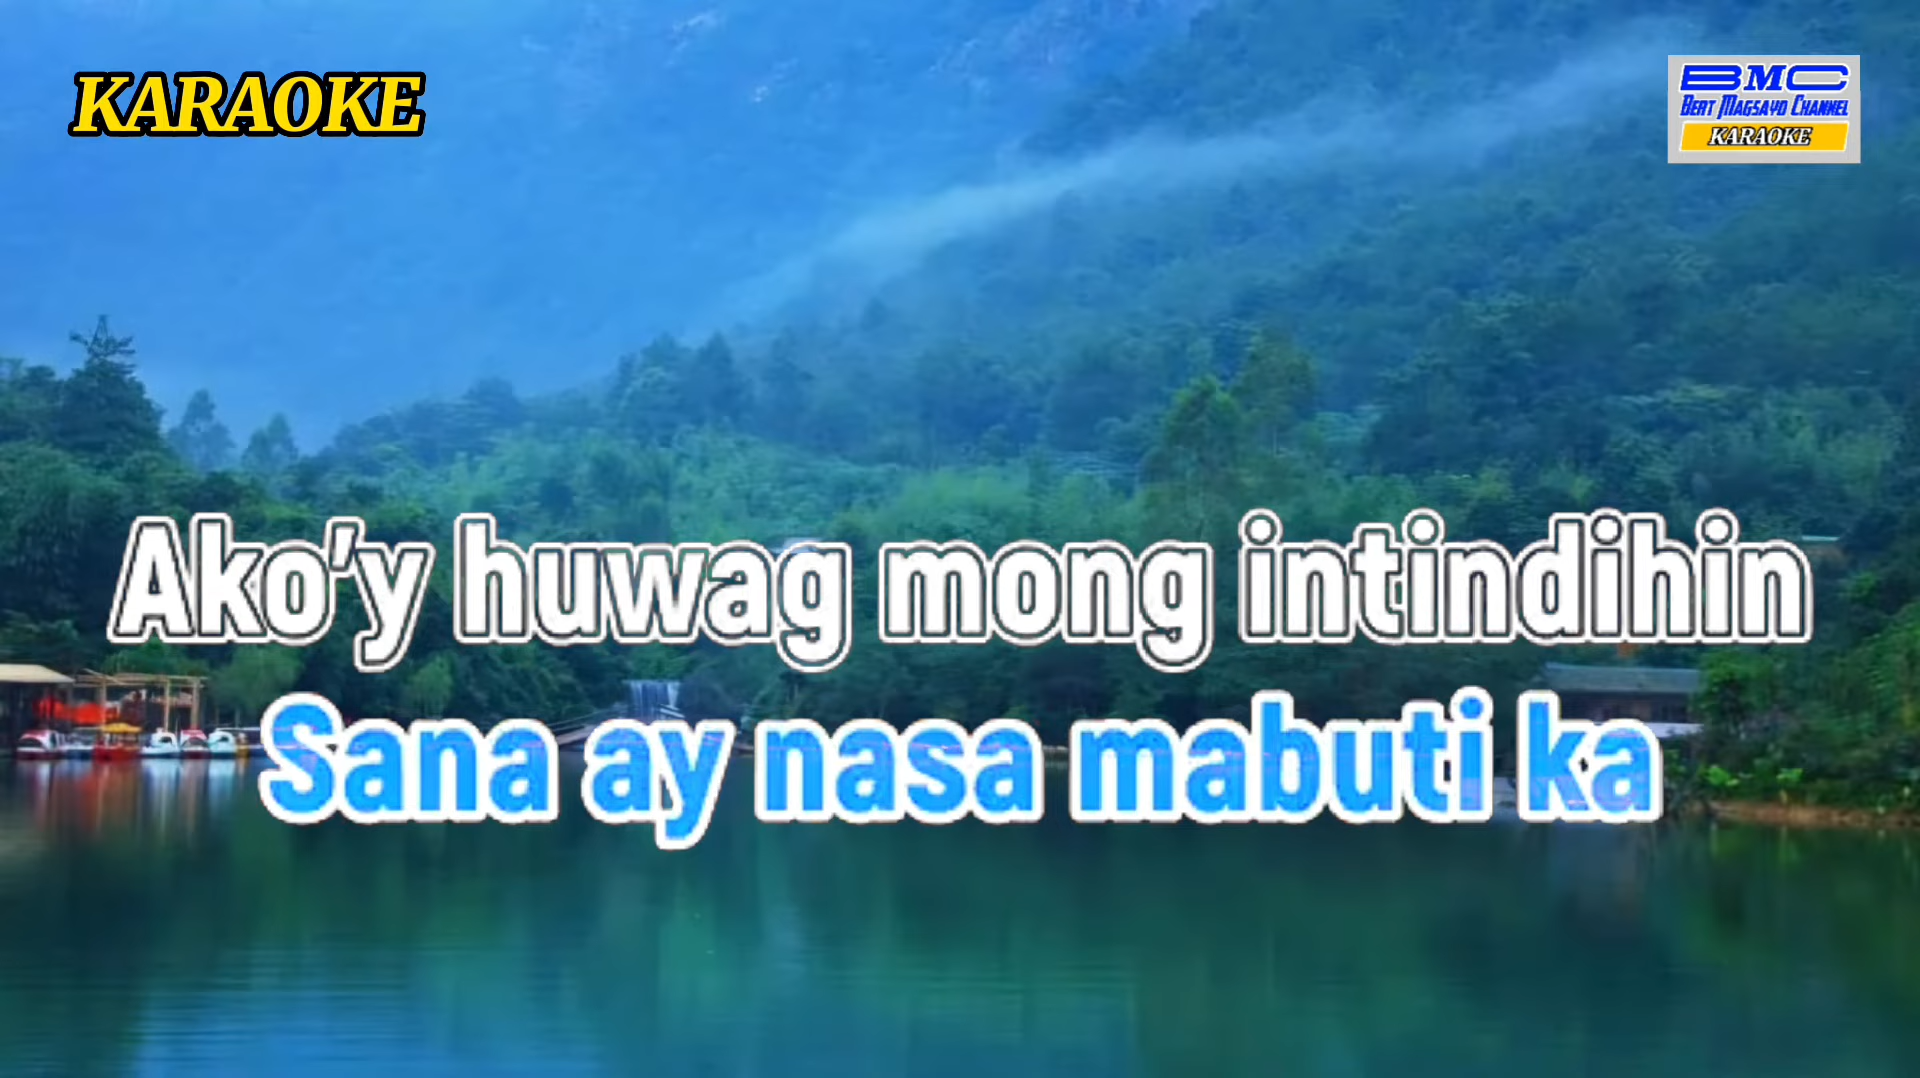 KARAOKE
BMC
BERT MAGSAYO CHANNEL
KARAOKE
Ako'y huwag mong intindihin
Sana ay nasa mabuti ka